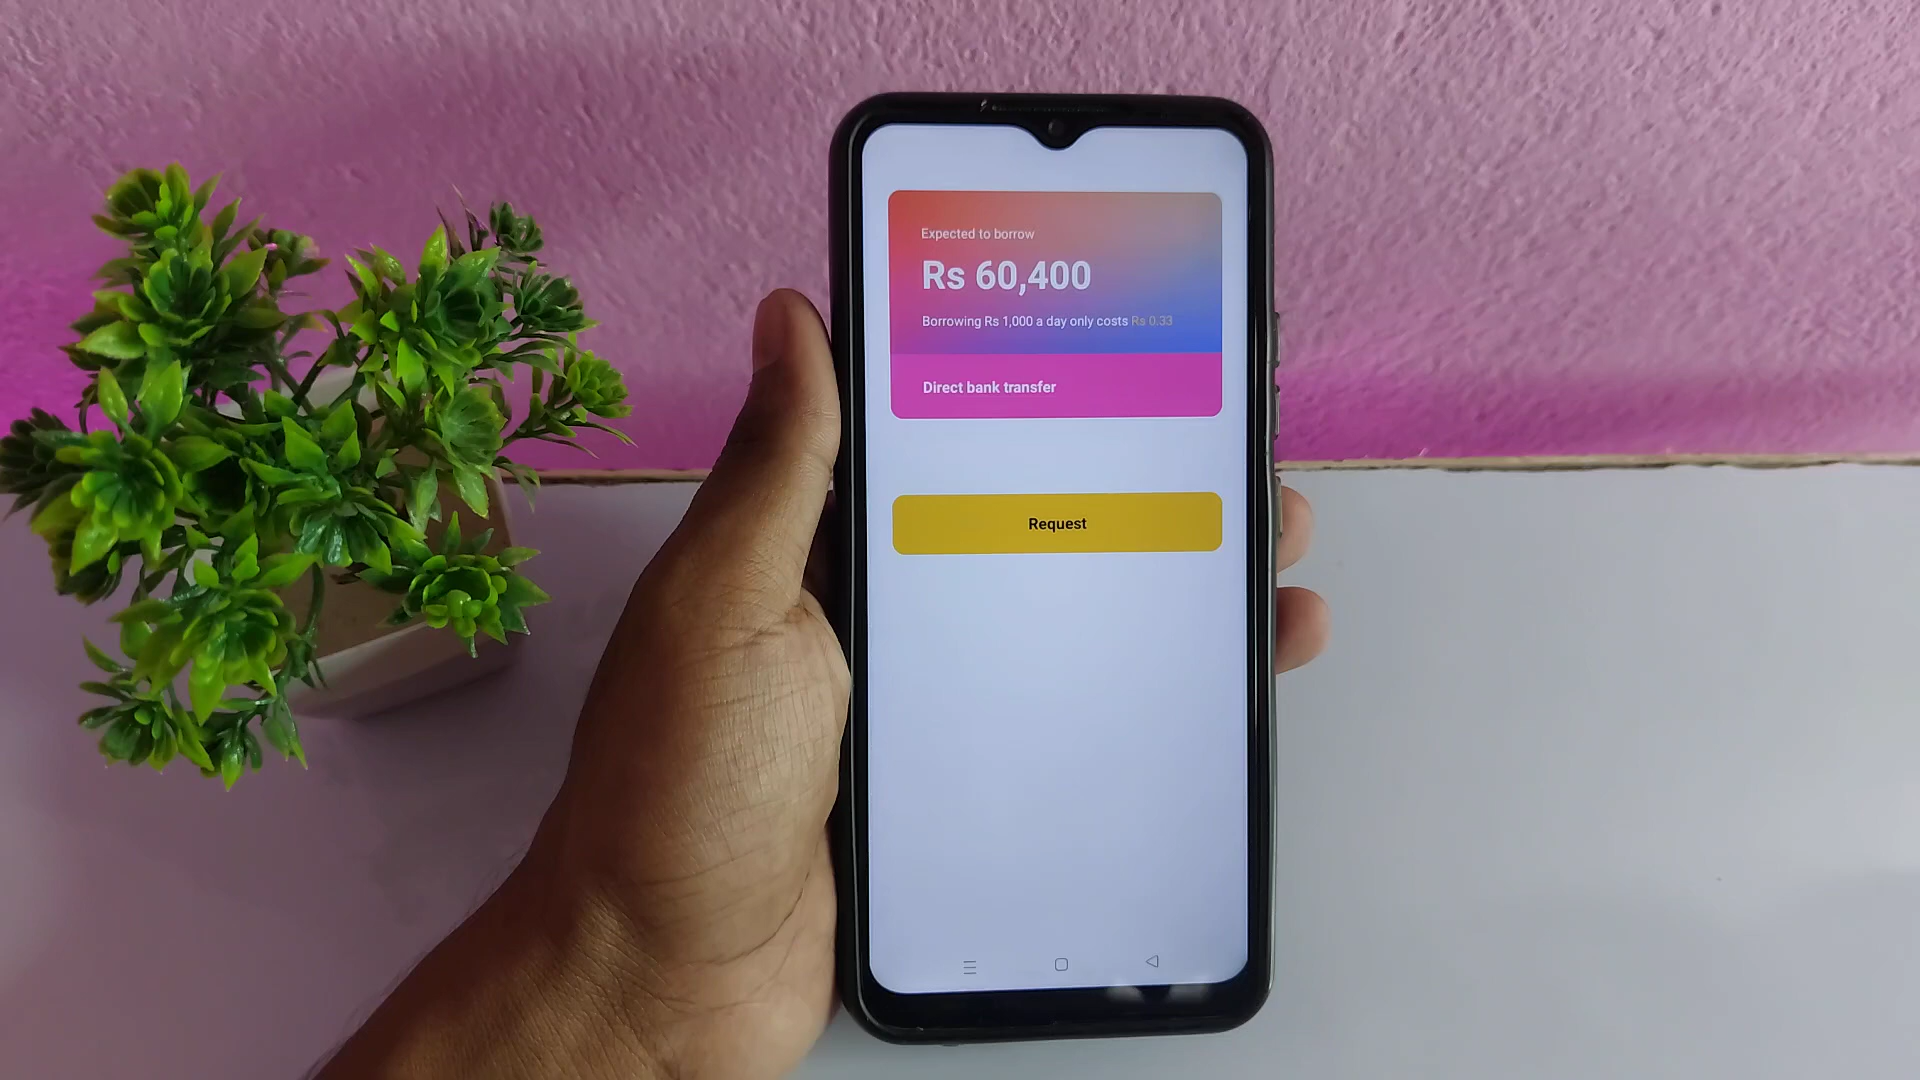 Expected to borrow
Rs 60,400
Borrowing Rs 1,000 a day only costs Rs 0.33
Direct bank transfer
Request